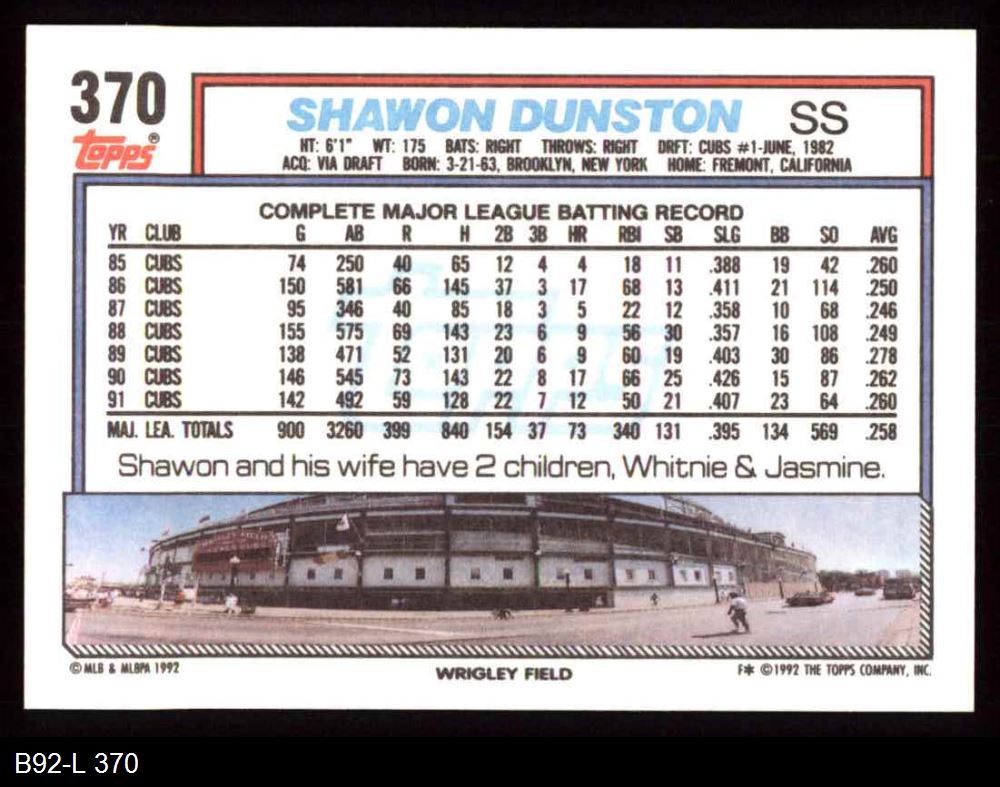 370
Topps®
SHAWON DUNSTON SS
HT: 6'1" WT: 175 BATS: RIGHT THROWS: RIGHT DRFT: CUBS #1-JUNE, 1982
ACQ: VIA DRAFT BORN: 3-21-63, BROOKLYN, NEW YORK HOME: FREMONT, CALIFORNIA
COMPLETE MAJOR LEAGUE BATTING RECORD
YR CLUB G AB R H 2B 3B HR RBI SB SLG BB SO AVG
85 CUBS 74 250 40 65 12 4 4 18 11 .388 19 42 .260
86 CUBS 150 581 66 145 37 3 17 68 13 .411 21 114 .250
87 CUBS 95 346 40 85 18 3 5 22 12 .358 10 68 .246
88 CUBS 155 575 69 143 23 6 9 56 30 .357 16 108 .249
89 CUBS 138 471 52 131 20 6 9 60 19 .403 30 86 .278
90 CUBS 146 545 73 143 22 8 17 66 25 .426 15 87 .262
91 CUBS 142 492 59 128 22 7 12 50 21 .407 23 64 .260
MAJ. LEA. TOTALS 900 3260 399 840 154 37 73 340 131 .395 134 569 .258
Topps
Shawon and his wife have 2 children, Whitnie & Jasmine.
WRIGLEY FIELD
© MLB & MLBPA 1992
WRIGLEY FIELD
F* © 1992 THE TOPPS COMPANY, INC.
B92-L 370